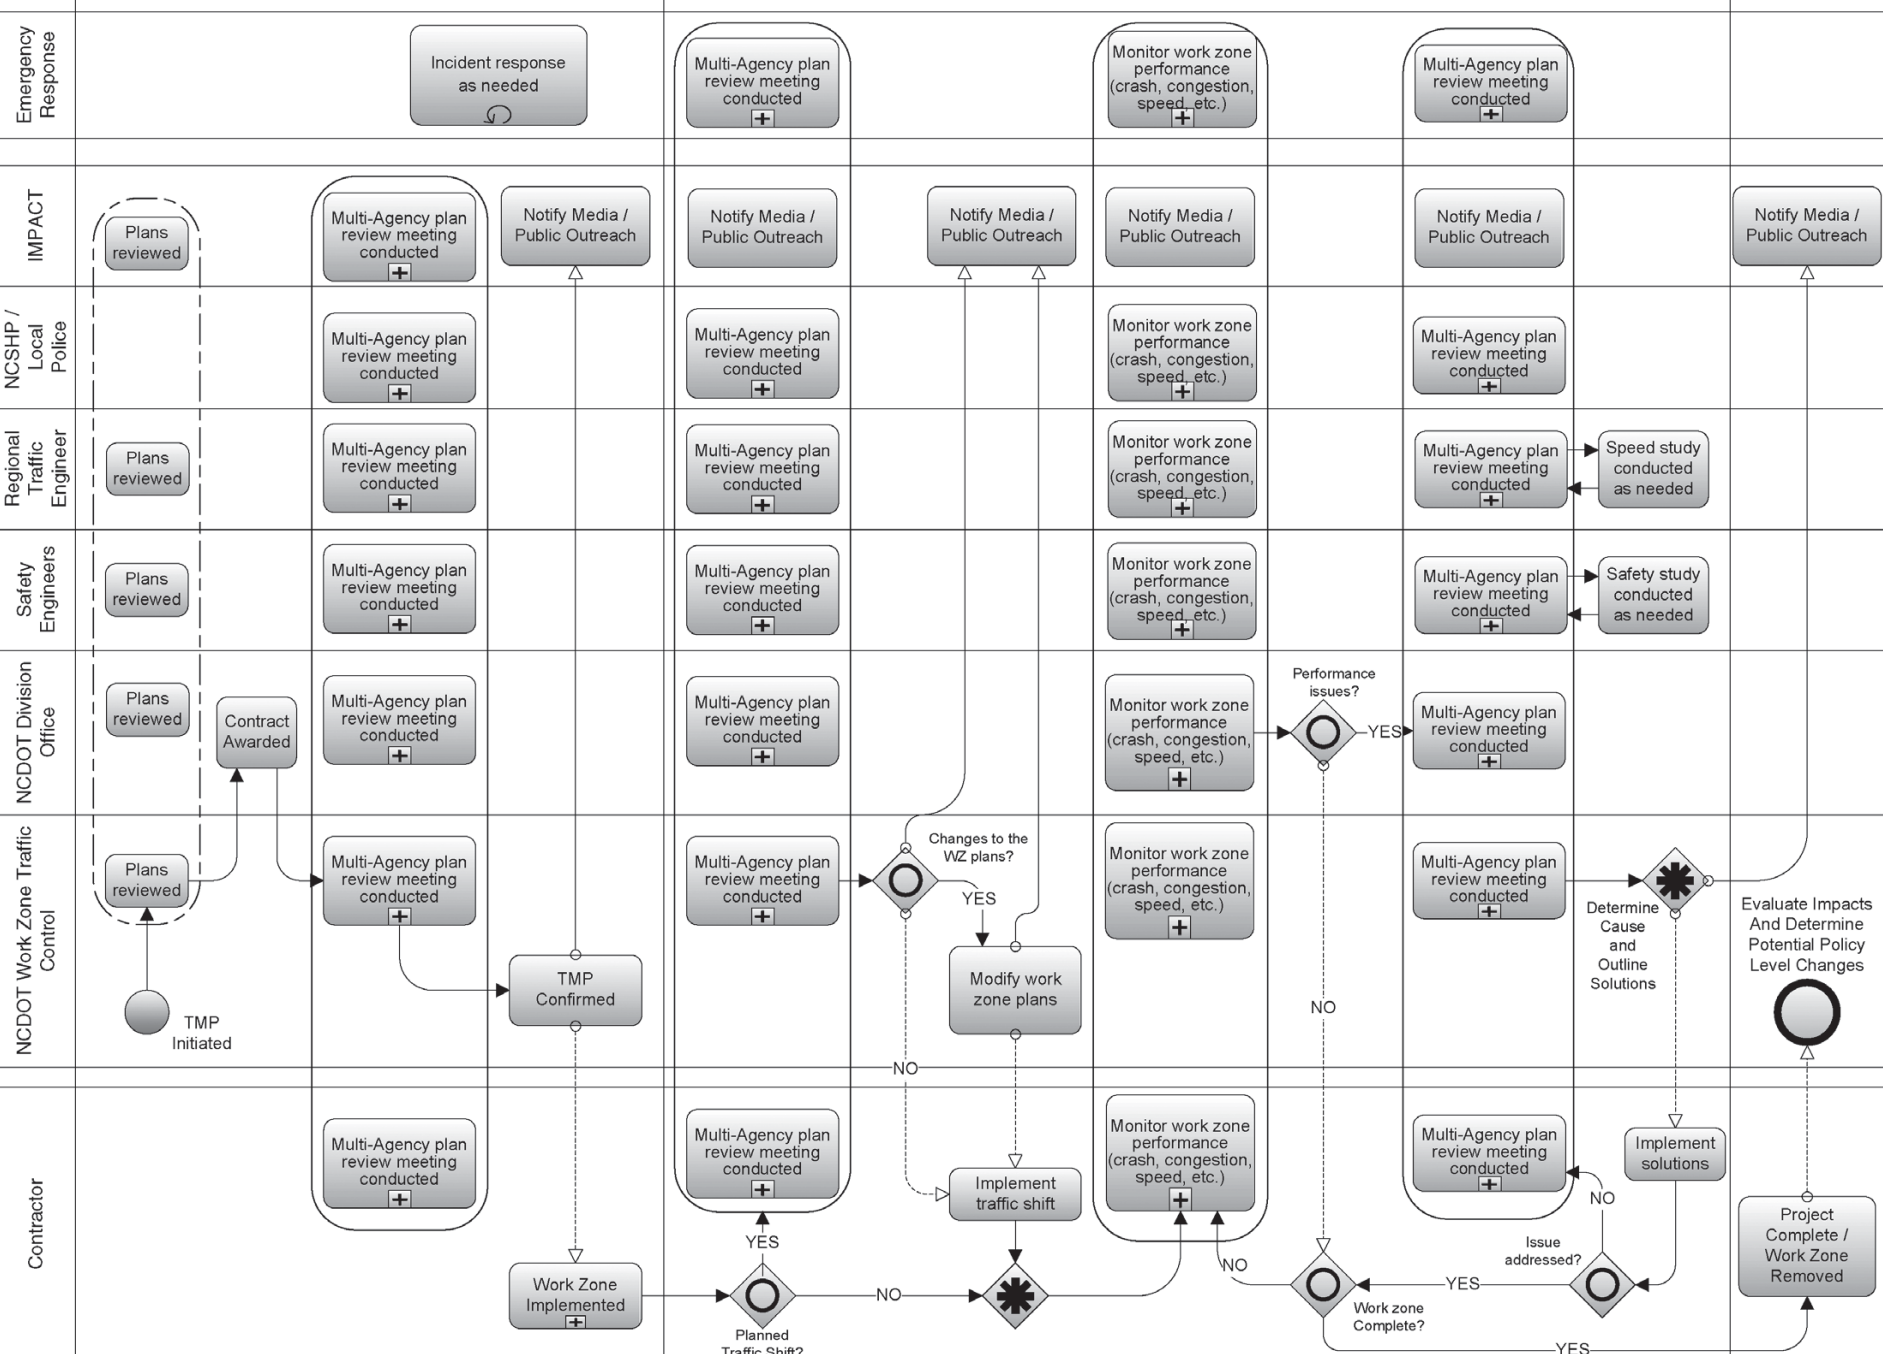 Emergency
Response
Incident response
as needed
Multi-Agency plan
review meeting
conducted
Monitor work zone
performance
(crash, congestion,
speed, etc.)
Multi-Agency plan
review meeting
conducted
IMPACT
Plans
reviewed
Multi-Agency plan
review meeting
conducted
Notify Media /
Public Outreach
Notify Media /
Public Outreach
Notify Media /
Public Outreach
Notify Media /
Public Outreach
Notify Media /
Public Outreach
Notify Media /
Public Outreach
NCSHP /
Local
Police
Multi-Agency plan
review meeting
conducted
Multi-Agency plan
review meeting
conducted
Monitor work zone
performance
(crash, congestion,
speed, etc.)
Multi-Agency plan
review meeting
conducted
Regional
Traffic
Engineer
Plans
reviewed
Multi-Agency plan
review meeting
conducted
Multi-Agency plan
review meeting
conducted
Monitor work zone
performance
(crash, congestion,
speed, etc.)
Multi-Agency plan
review meeting
conducted
Speed study
conducted
as needed
Safety
Engineers
Plans
reviewed
Multi-Agency plan
review meeting
conducted
Multi-Agency plan
review meeting
conducted
Monitor work zone
performance
(crash, congestion,
speed, etc.)
Multi-Agency plan
review meeting
conducted
Safety study
conducted
as needed
NCDOT Division
Office
Plans
reviewed
Contract
Awarded
Multi-Agency plan
review meeting
conducted
Multi-Agency plan
review meeting
conducted
Monitor work zone
performance
(crash, congestion,
speed, etc.)
Performance
issues?
YES
Multi-Agency plan
review meeting
conducted
NCDOT Work Zone Traffic
Control
Plans
reviewed
TMP
Initiated
Multi-Agency plan
review meeting
conducted
TMP
Confirmed
Multi-Agency plan
review meeting
conducted
Changes to the
WZ plans?
YES
Modify work
zone plans
NO
Monitor work zone
performance
(crash, congestion,
speed, etc.)
NO
Multi-Agency plan
review meeting
conducted
Determine
Cause
and
Outline
Solutions
Evaluate Impacts
And Determine
Potential Policy
Level Changes
Contractor
Multi-Agency plan
review meeting
conducted
Work Zone
Implemented
Multi-Agency plan
review meeting
conducted
YES
Planned
Traffic Shift?
NO
Implement
traffic shift
Monitor work zone
performance
(crash, congestion,
speed, etc.)
NO
Work zone
Complete?
YES
Multi-Agency plan
review meeting
conducted
NO
Issue
addressed?
Implement
solutions
YES
Project
Complete /
Work Zone
Removed